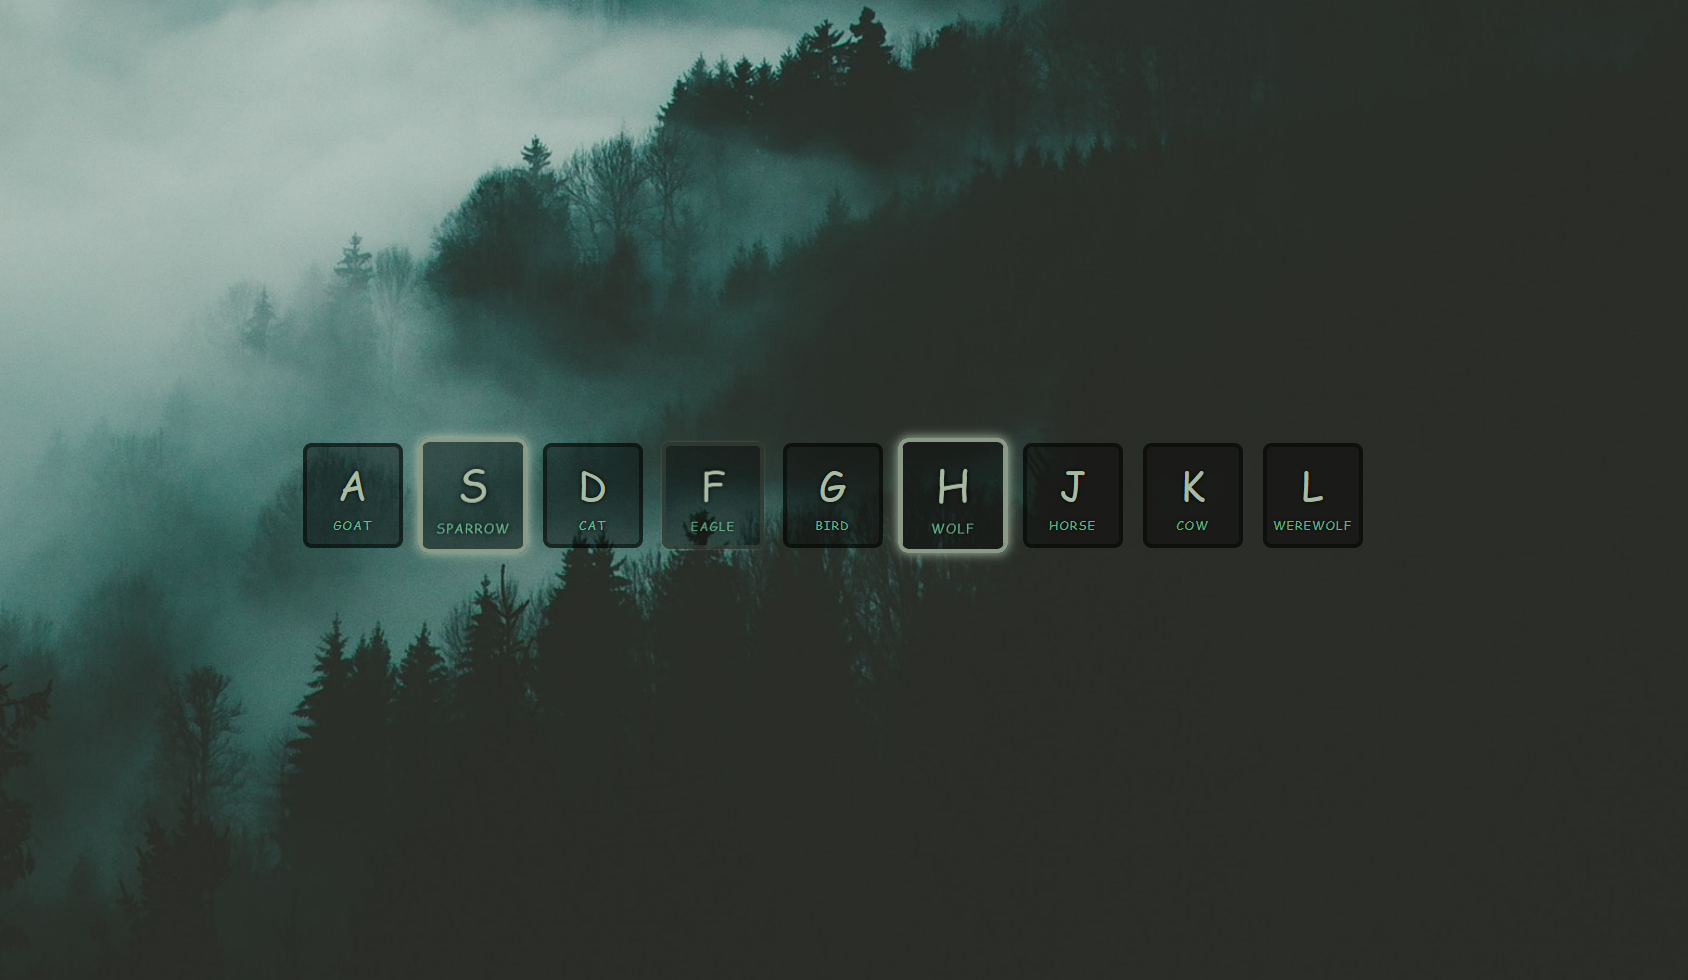 A S D F G H J K L
GOAT SPARROW CAT EAGLE BIRD WOLF HORSE COW WEREWOLF